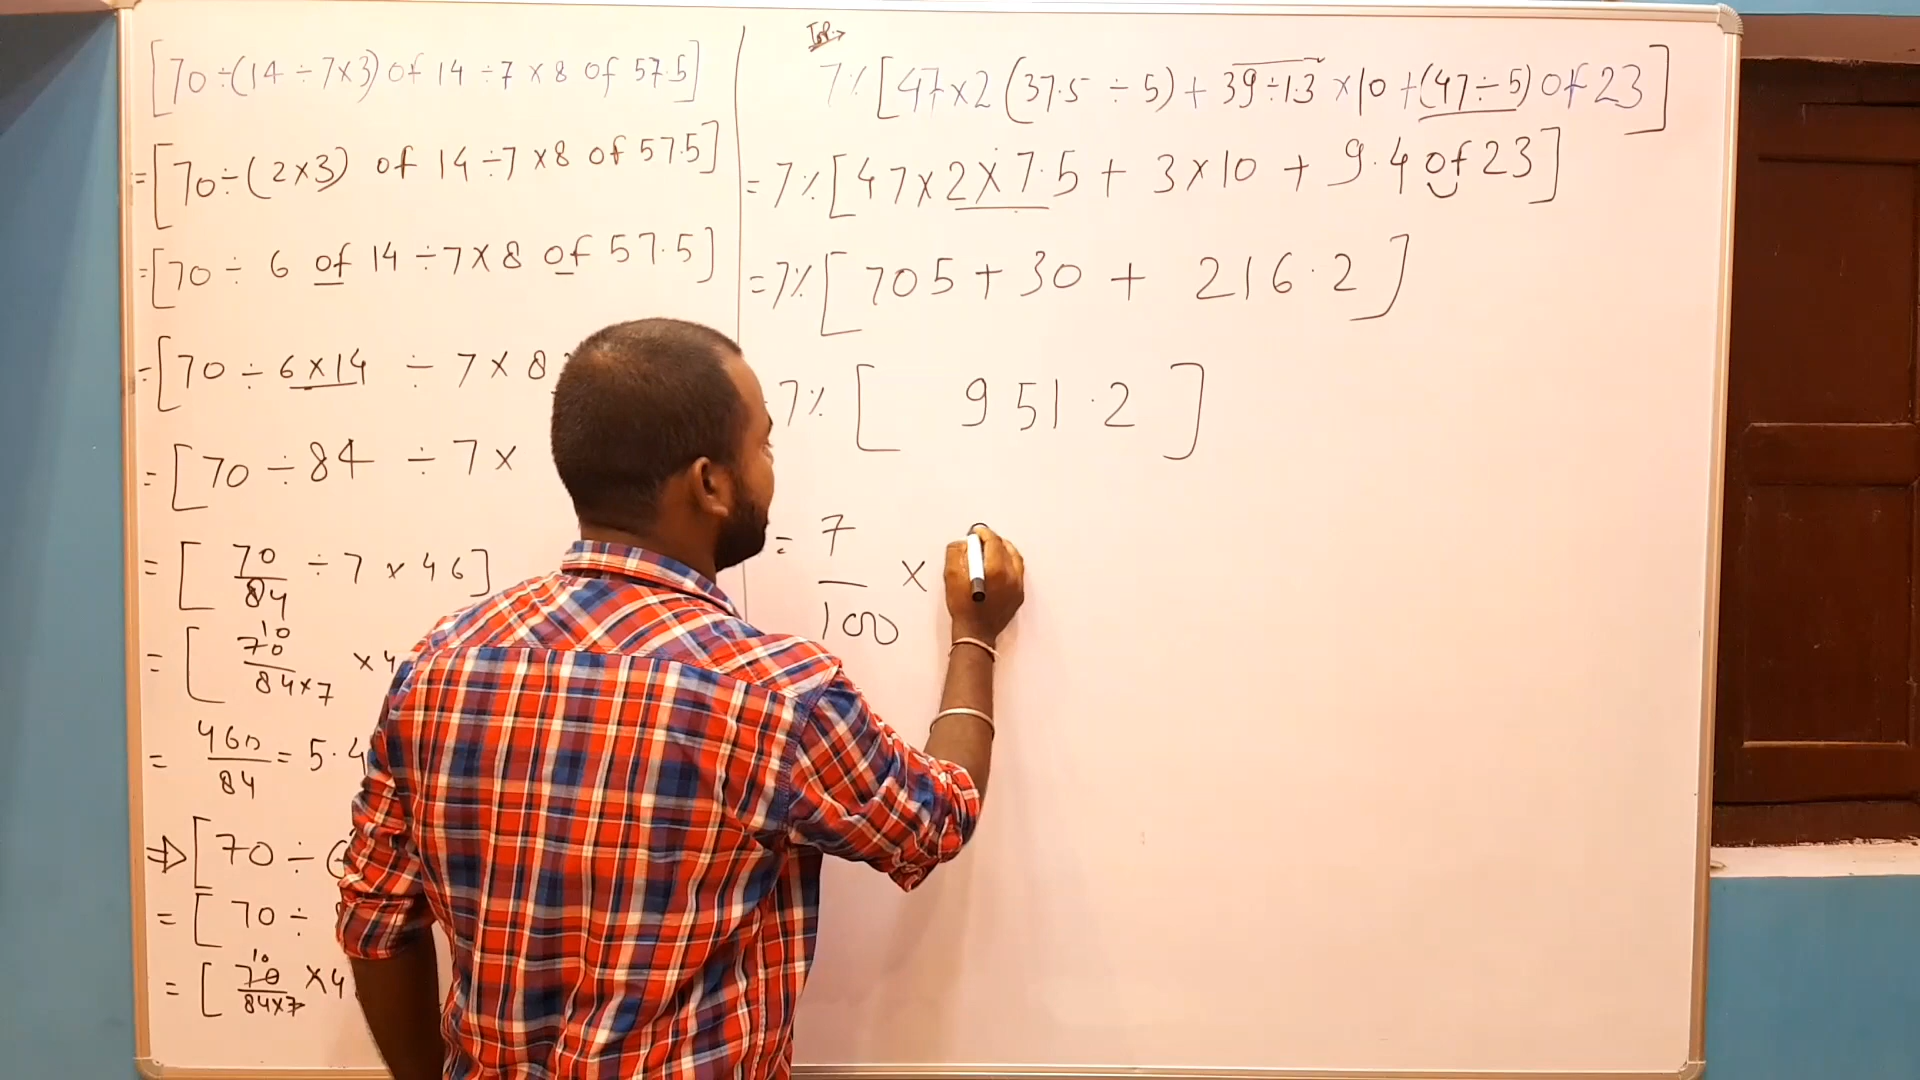 [70÷(14÷7×3) of 14÷7×8 of 57.5]
=[70÷(2×3) of 14÷7×8 of 57.5]
=[70÷6 of 14÷7×8 of 57.5]
=[70÷6×14 ÷7×8
=[70÷84 ÷7×
=[70/84 ÷7×46]
=[70/84×7 ×4
10
= 460/84 = 5.4
⇒[70÷
=[70÷
=[70/84×7 ×4
10
7%[47×2(37.5÷5)+39÷13×10+(47÷5) of 23]
=7%[47×2×7.5+3×10+9.4 of 23]
=7%[705+30+216.2]
7%[951.2]
=7/100 ×